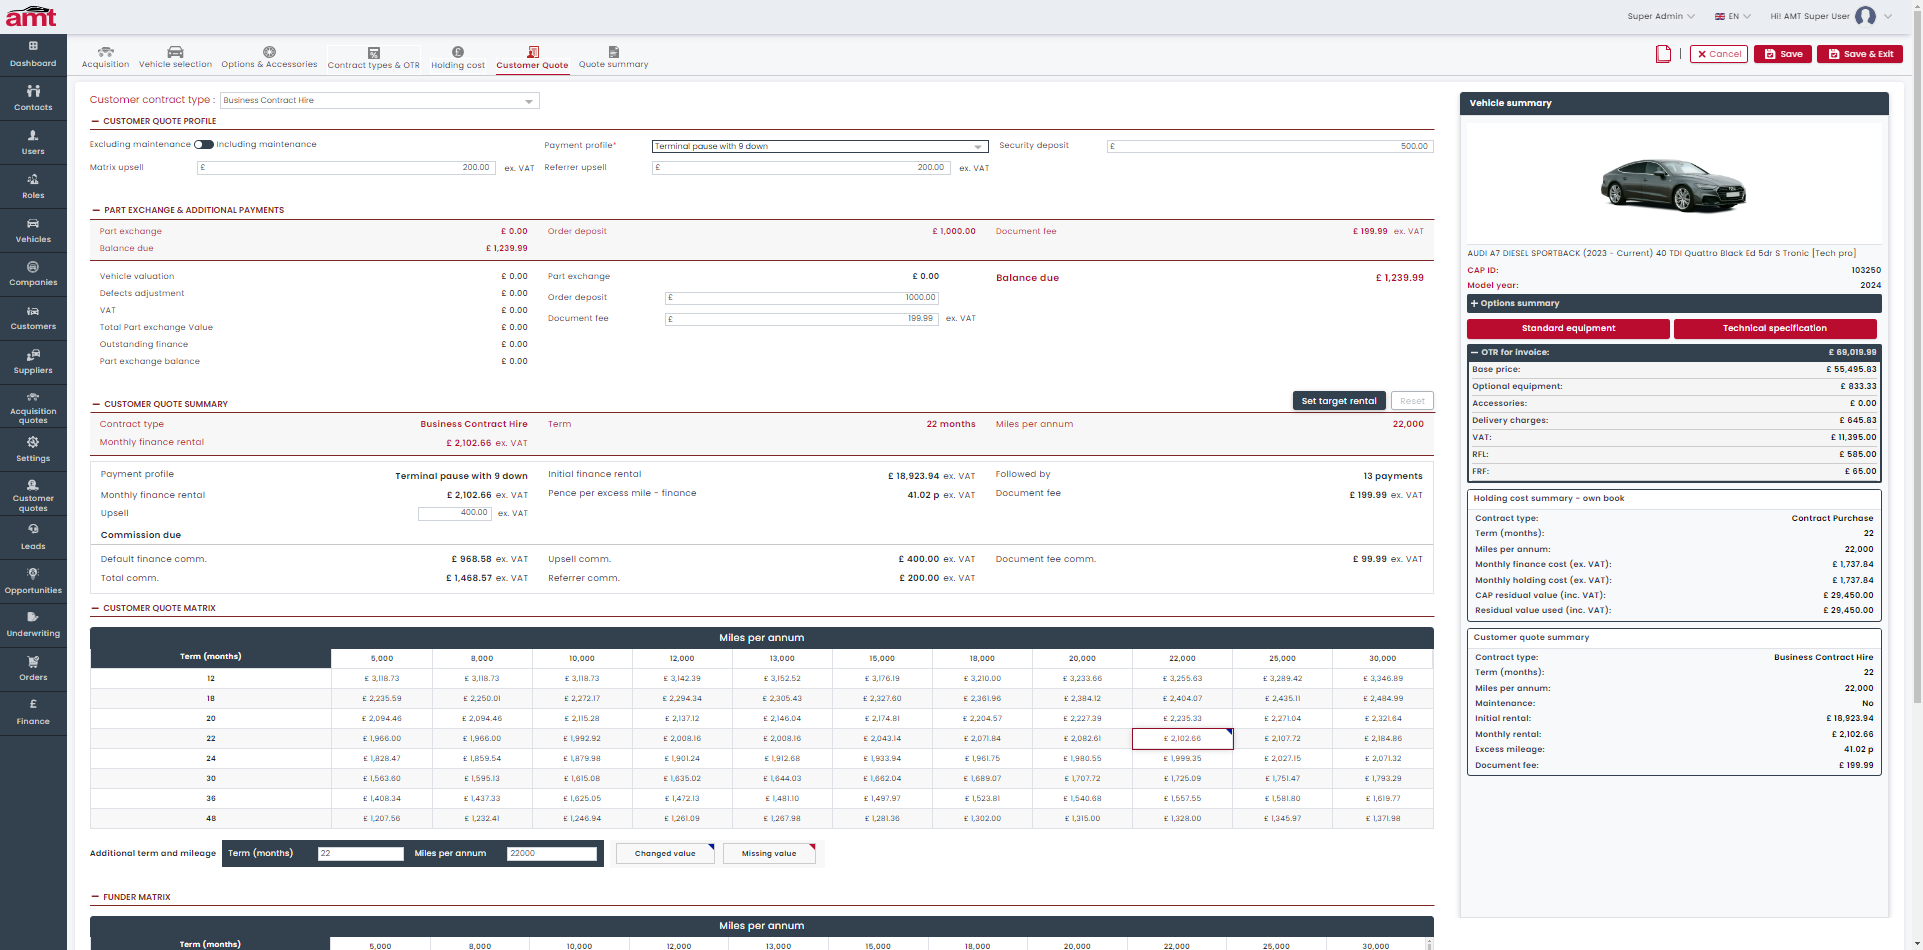 amt
Super Admin
EN
Hi! AMT Super User
Dashboard
Contacts
Users
Roles
Vehicles
Companies
Customers
Suppliers
Acquisition quotes
Settings
Customer quotes
Leads
Opportunities
Underwriting
Orders
Finance
Acquisition
Vehicle selection
Options & Accessories
Contract types & OTR
Holding cost
Customer Quote
Quote summary
Cancel
Save
Save & Exit
Customer contract type : Business Contract Hire
CUSTOMER QUOTE PROFILE
Excluding maintenance Including maintenance Payment profile* Terminal pause with 9 down Security deposit £ 500.00
Matrix upsell £ 200.00 ex. VAT Referrer upsell £ 200.00 ex. VAT
PART EXCHANGE & ADDITIONAL PAYMENTS
Part exchange £ 0.00 Order deposit £ 1,000.00 Document fee £ 199.99 ex. VAT
Balance due £ 1,239.99
Vehicle valuation £ 0.00 Part exchange £ 0.00 Balance due £ 1,239.99
Defects adjustment £ 0.00 Order deposit £ 1000.00
VAT £ 0.00 Document fee £ 199.99 ex. VAT
Total Part exchange Value £ 0.00
Outstanding finance £ 0.00
Part exchange balance £ 0.00
CUSTOMER QUOTE SUMMARY Set target rental Reset
Contract type Business Contract Hire Term 22 months Miles per annum 22,000
Monthly finance rental £ 2,102.66 ex. VAT
Payment profile Terminal pause with 9 down Initial finance rental £ 18,923.94 ex. VAT Followed by 13 payments
Monthly finance rental £ 2,102.66 ex. VAT Pence per excess mile - finance 41.02 p ex. VAT Document fee £ 199.99 ex. VAT
Upsell 400.00 ex. VAT
Commission due
Default finance comm. £ 968.58 ex. VAT Upsell comm. £ 400.00 ex. VAT Document fee comm. £ 99.99 ex. VAT
Total comm. £ 1,468.57 ex. VAT Referrer comm. £ 200.00 ex. VAT
CUSTOMER QUOTE MATRIX
Miles per annum
Term (months) 5,000 8,000 10,000 12,000 13,000 15,000 18,000 20,000 22,000 25,000 30,000
12 £ 3,118.73 £ 3,118.73 £ 3,118.73 £ 3,142.39 £ 3,152.52 £ 3,176.19 £ 3,210.00 £ 3,233.66 £ 3,255.63 £ 3,289.42 £ 3,346.89
18 £ 2,235.59 £ 2,250.01 £ 2,272.17 £ 2,294.34 £ 2,305.43 £ 2,327.60 £ 2,361.96 £ 2,384.12 £ 2,404.07 £ 2,435.11 £ 2,484.99
20 £ 2,094.46 £ 2,094.46 £ 2,115.28 £ 2,137.12 £ 2,146.04 £ 2,174.81 £ 2,204.57 £ 2,227.39 £ 2,235.33 £ 2,271.04 £ 2,321.64
22 £ 1,966.00 £ 1,966.00 £ 1,992.92 £ 2,008.16 £ 2,008.16 £ 2,043.14 £ 2,071.84 £ 2,082.61 £ 2,102.66 £ 2,107.72 £ 2,184.86
24 £ 1,828.47 £ 1,859.54 £ 1,879.98 £ 1,901.24 £ 1,912.68 £ 1,933.94 £ 1,961.75 £ 1,980.55 £ 1,999.35 £ 2,027.15 £ 2,071.32
30 £ 1,563.60 £ 1,595.13 £ 1,615.08 £ 1,635.02 £ 1,644.03 £ 1,662.04 £ 1,689.07 £ 1,707.72 £ 1,725.09 £ 1,751.47 £ 1,793.29
36 £ 1,408.34 £ 1,437.33 £ 1,625.05 £ 1,472.13 £ 1,481.10 £ 1,497.97 £ 1,523.81 £ 1,540.68 £ 1,557.55 £ 1,581.80 £ 1,619.77
48 £ 1,207.56 £ 1,232.41 £ 1,246.94 £ 1,261.09 £ 1,267.98 £ 1,281.36 £ 1,302.00 £ 1,315.00 £ 1,328.00 £ 1,345.97 £ 1,371.98
Additional term and mileage Term (months) 22 Miles per annum 22000 Changed value Missing value
FUNDER MATRIX
Miles per annum
Term (months) 5,000 8,000 10,000 12,000 13,000 15,000 18,000 20,000 22,000 25,000 30,000
Vehicle summary
AUDI A7 DIESEL SPORTBACK (2023 - Current) 40 TDI Quattro Black Ed 5dr S Tronic [Tech pro]
CAP ID: 103250
Model year: 2024
Options summary
Standard equipment Technical specification
OTR for invoice: £ 69,019.99
Base price: £ 55,495.83
Optional equipment: £ 833.33
Accessories: £ 0.00
Delivery charges: £ 645.83
VAT: £ 11,395.00
RFL: £ 585.00
FRF: £ 65.00
Holding cost summary - own book
Contract type: Contract Purchase
Term (months): 22
Miles per annum: 22,000
Monthly finance cost (ex. VAT): £ 1,737.84
Monthly holding cost (ex. VAT): £ 1,737.84
CAP residual value (inc. VAT): £ 29,450.00
Residual value used (inc. VAT): £ 29,450.00
Customer quote summary
Contract type: Business Contract Hire
Term (months): 22
Miles per annum: 22,000
Maintenance: No
Initial rental: £ 18,923.94
Monthly rental: £ 2,102.66
Excess mileage: 41.02 p
Document fee: £ 199.99